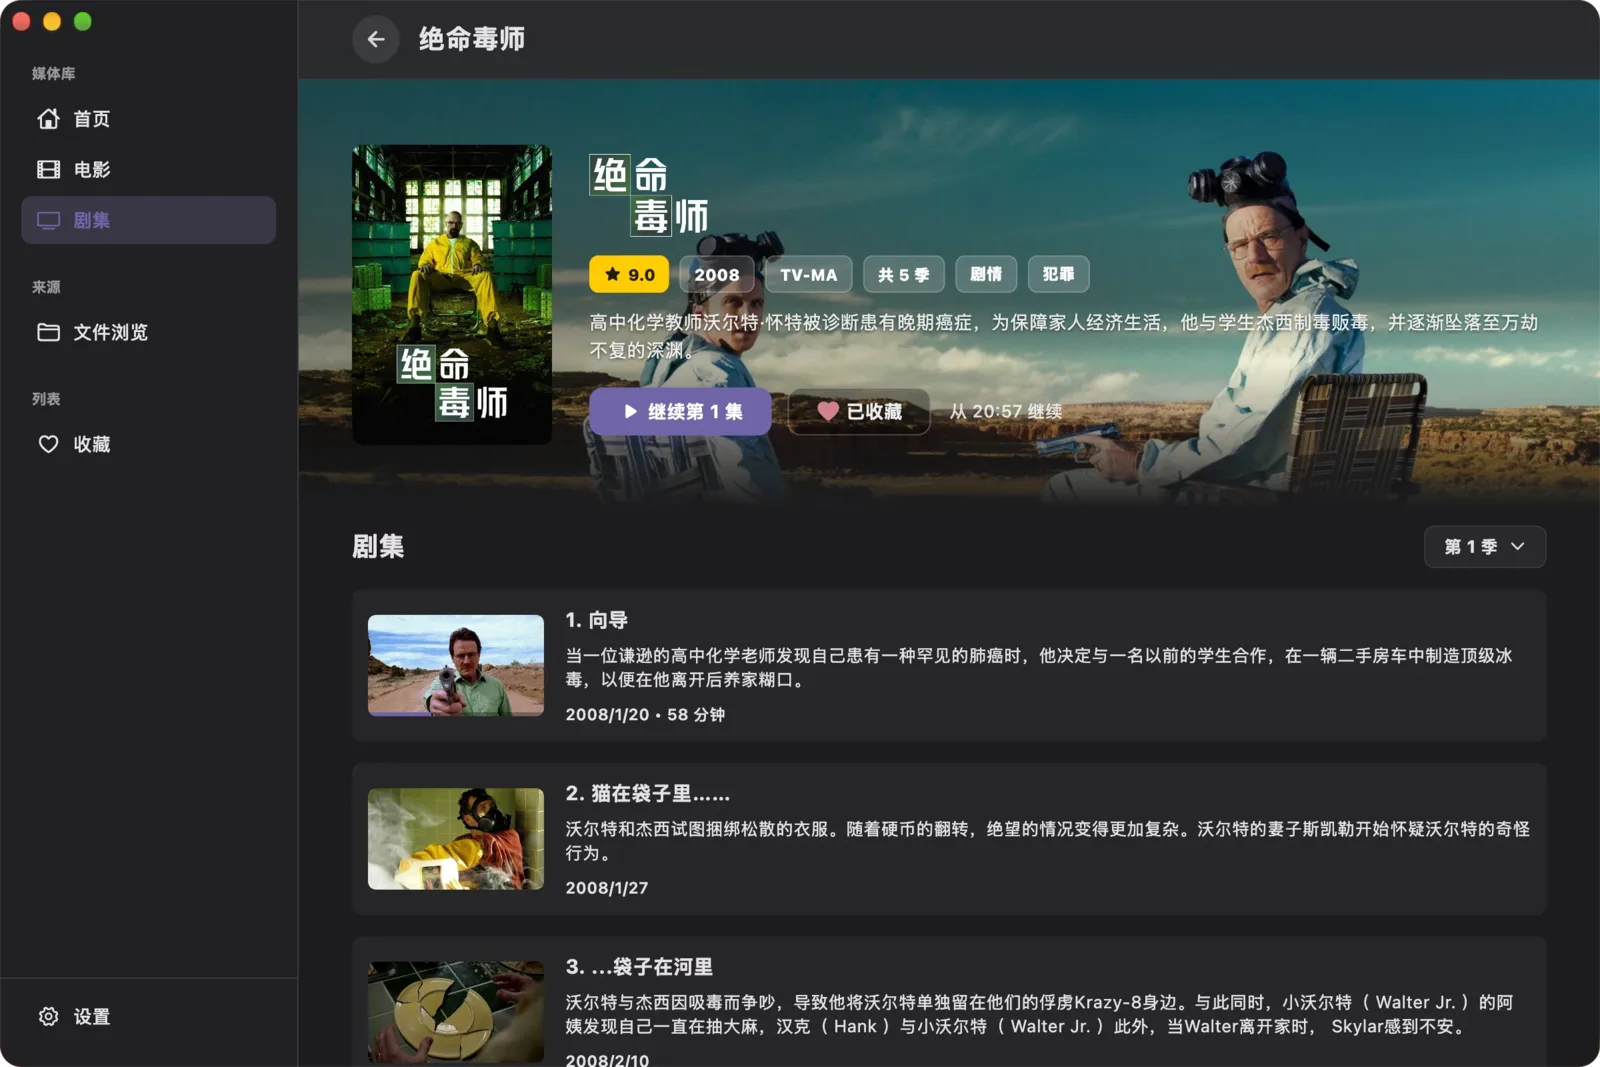 媒体库
首页
电影
剧集
来源
文件浏览
列表
收藏
设置
绝命毒师
绝命
毒师
绝命
毒师
9.0
2008
TV-MA
共 5 季
剧情
犯罪
高中化学教师沃尔特·怀特被诊断患有晚期癌症，为保障家人经济生活，他与学生杰西制毒贩毒，并逐渐坠落至万劫
不复的深渊。
继续第 1 集
已收藏
从 20:57 继续
剧集
第 1 季
1. 向导
当一位谦逊的高中化学老师发现自己患有一种罕见的肺癌时，他决定与一名以前的学生合作，在一辆二手房车中制造顶级冰
毒，以便在他离开后养家糊口。
2008/1/20 • 58 分钟
2. 猫在袋子里……
沃尔特和杰西试图捆绑松散的衣服。随着硬币的翻转，绝望的情况变得更加复杂。沃尔特的妻子斯凯勒开始怀疑沃尔特的奇怪
行为。
2008/1/27
3. …袋子在河里
沃尔特与杰西因吸毒而争吵，导致他将沃尔特单独留在他们的俘虏Krazy-8身边。与此同时，小沃尔特（ Walter Jr. ）的阿
姨发现自己一直在抽大麻，汉克（ Hank ）与小沃尔特（ Walter Jr. ）此外，当Walter离开家时， Skylar感到不安。
2008/2/10